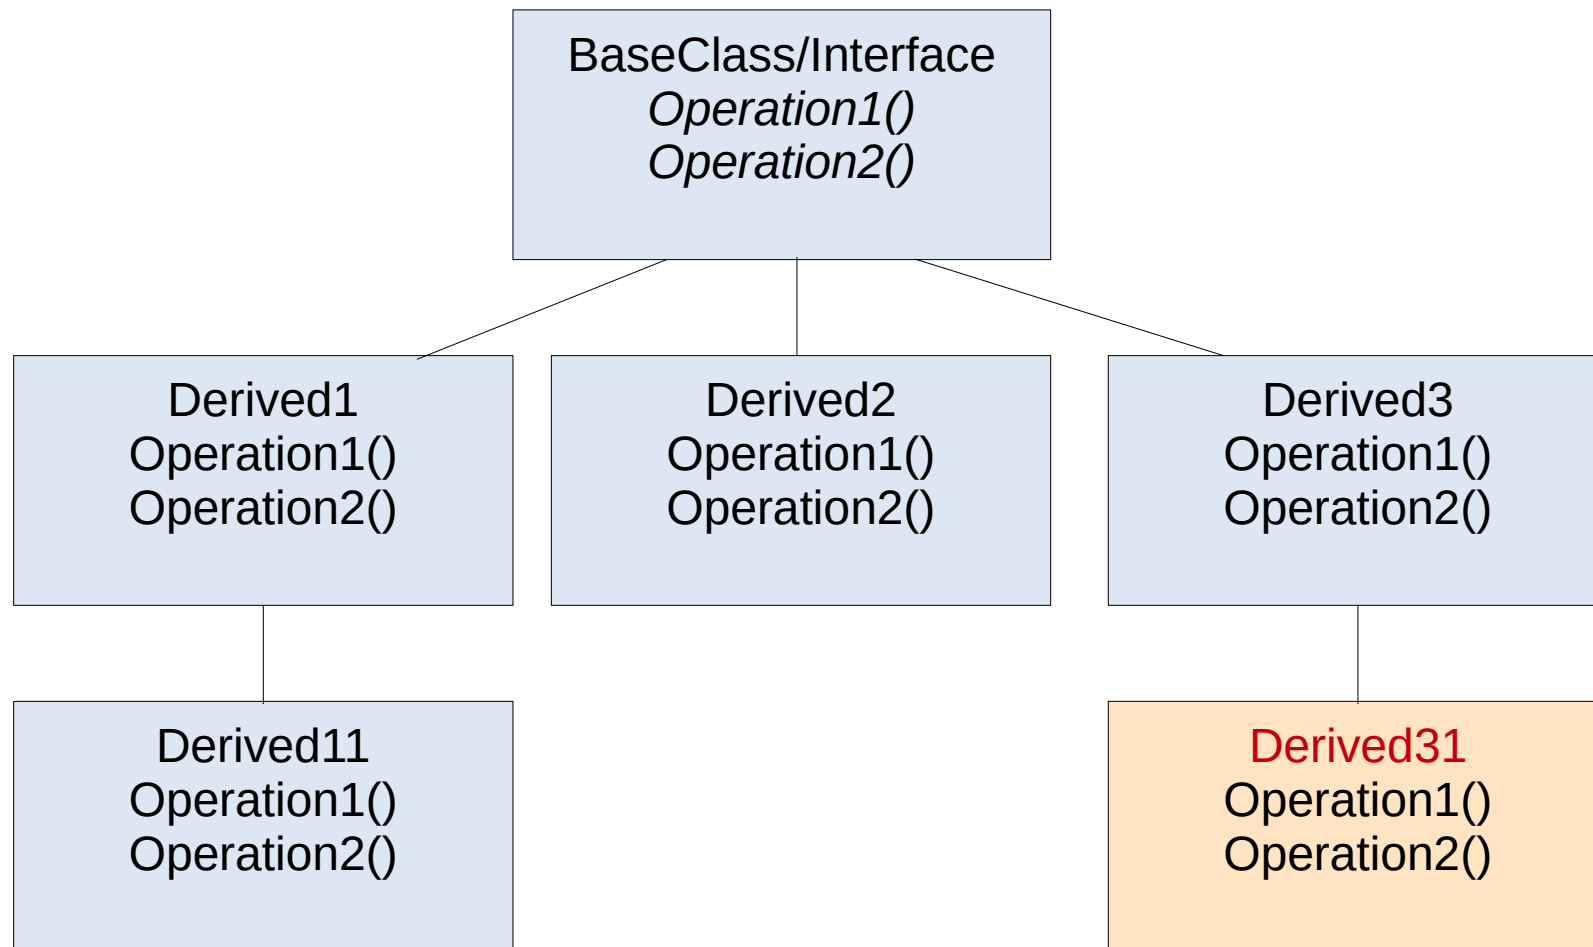 BaseClass/Interface
Operation1()
Operation2()
Derived1
Operation1()
Operation2()
Derived2
Operation1()
Operation2()
Derived3
Operation1()
Operation2()
Derived11
Operation1()
Operation2()
Derived31
Operation1()
Operation2()